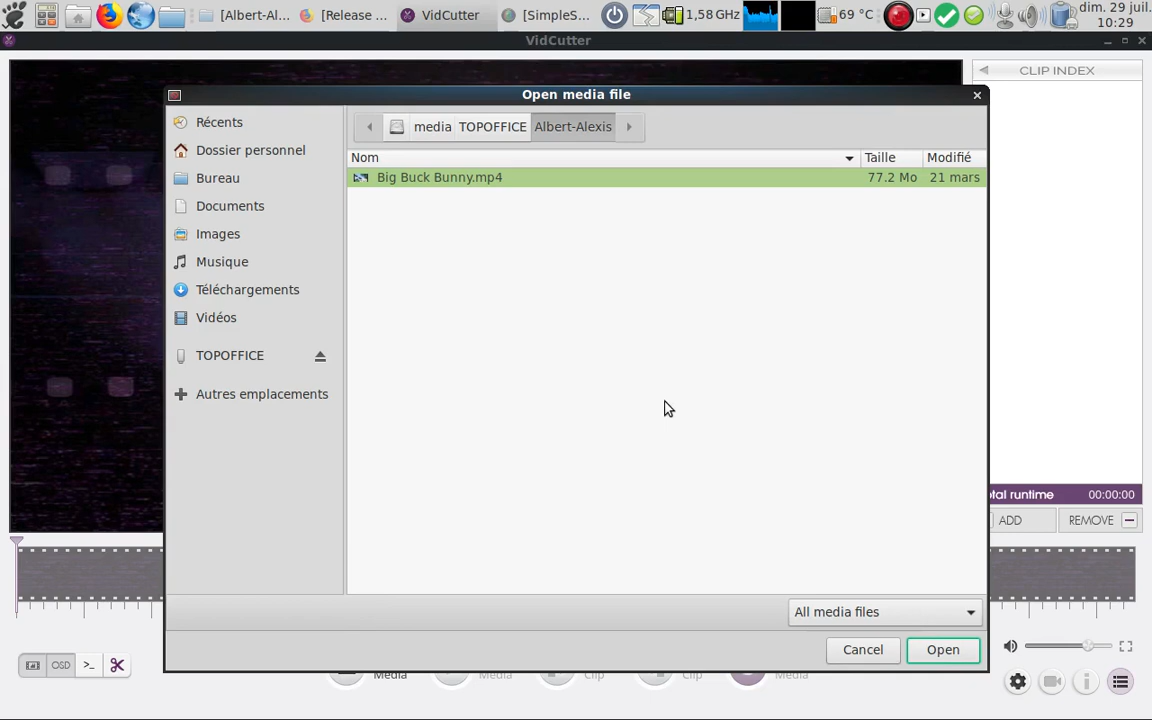 [Albert-Al... [Release ... VidCutter [SimpleS... 1,58 GHz 69 °C dim. 29 juil. 10:29
VidCutter
CLIP INDEX
Open media file
Récents
Dossier personnel
Bureau
Documents
Images
Musique
Téléchargements
Vidéos
TOPOFFICE
Autres emplacements
media TOPOFFICE Albert-Alexis
Nom Taille Modifié
Big Buck Bunny.mp4 77.2 Mo 21 mars
All media files
Cancel Open
tal runtime 00:00:00
ADD REMOVE
OSD >_
Media Media Clip Clip Media